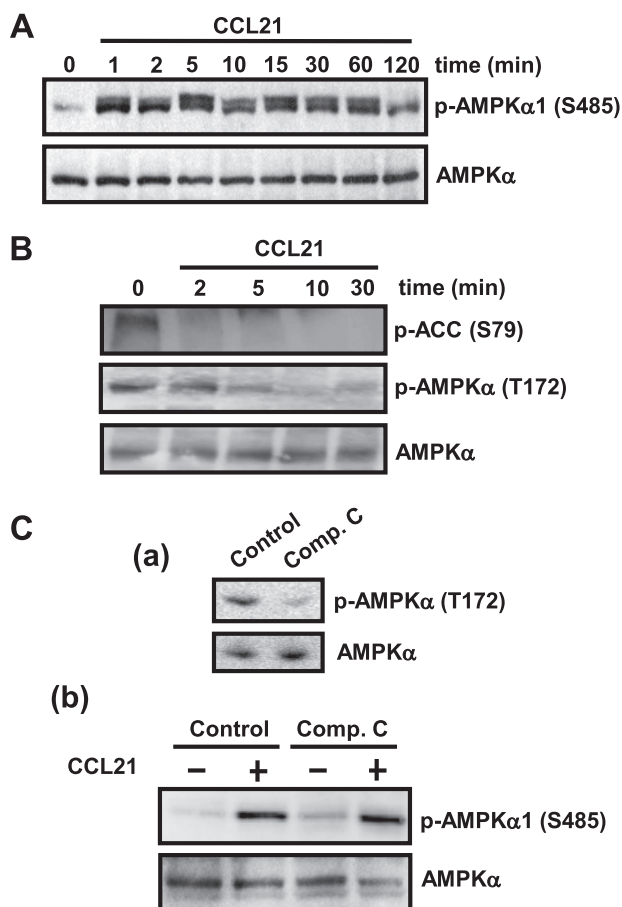 A
CCL21
0 1 2 5 10 15 30 60 120 time (min)
p-AMPKα1 (S485)
AMPKα
B
CCL21
0 2 5 10 30 time (min)
p-ACC (S79)
p-AMPKα (T172)
AMPKα
C
(a)
Control Comp. C
p-AMPKα (T172)
AMPKα
(b)
Control Comp. C
CCL21 − + − +
p-AMPKα1 (S485)
AMPKα